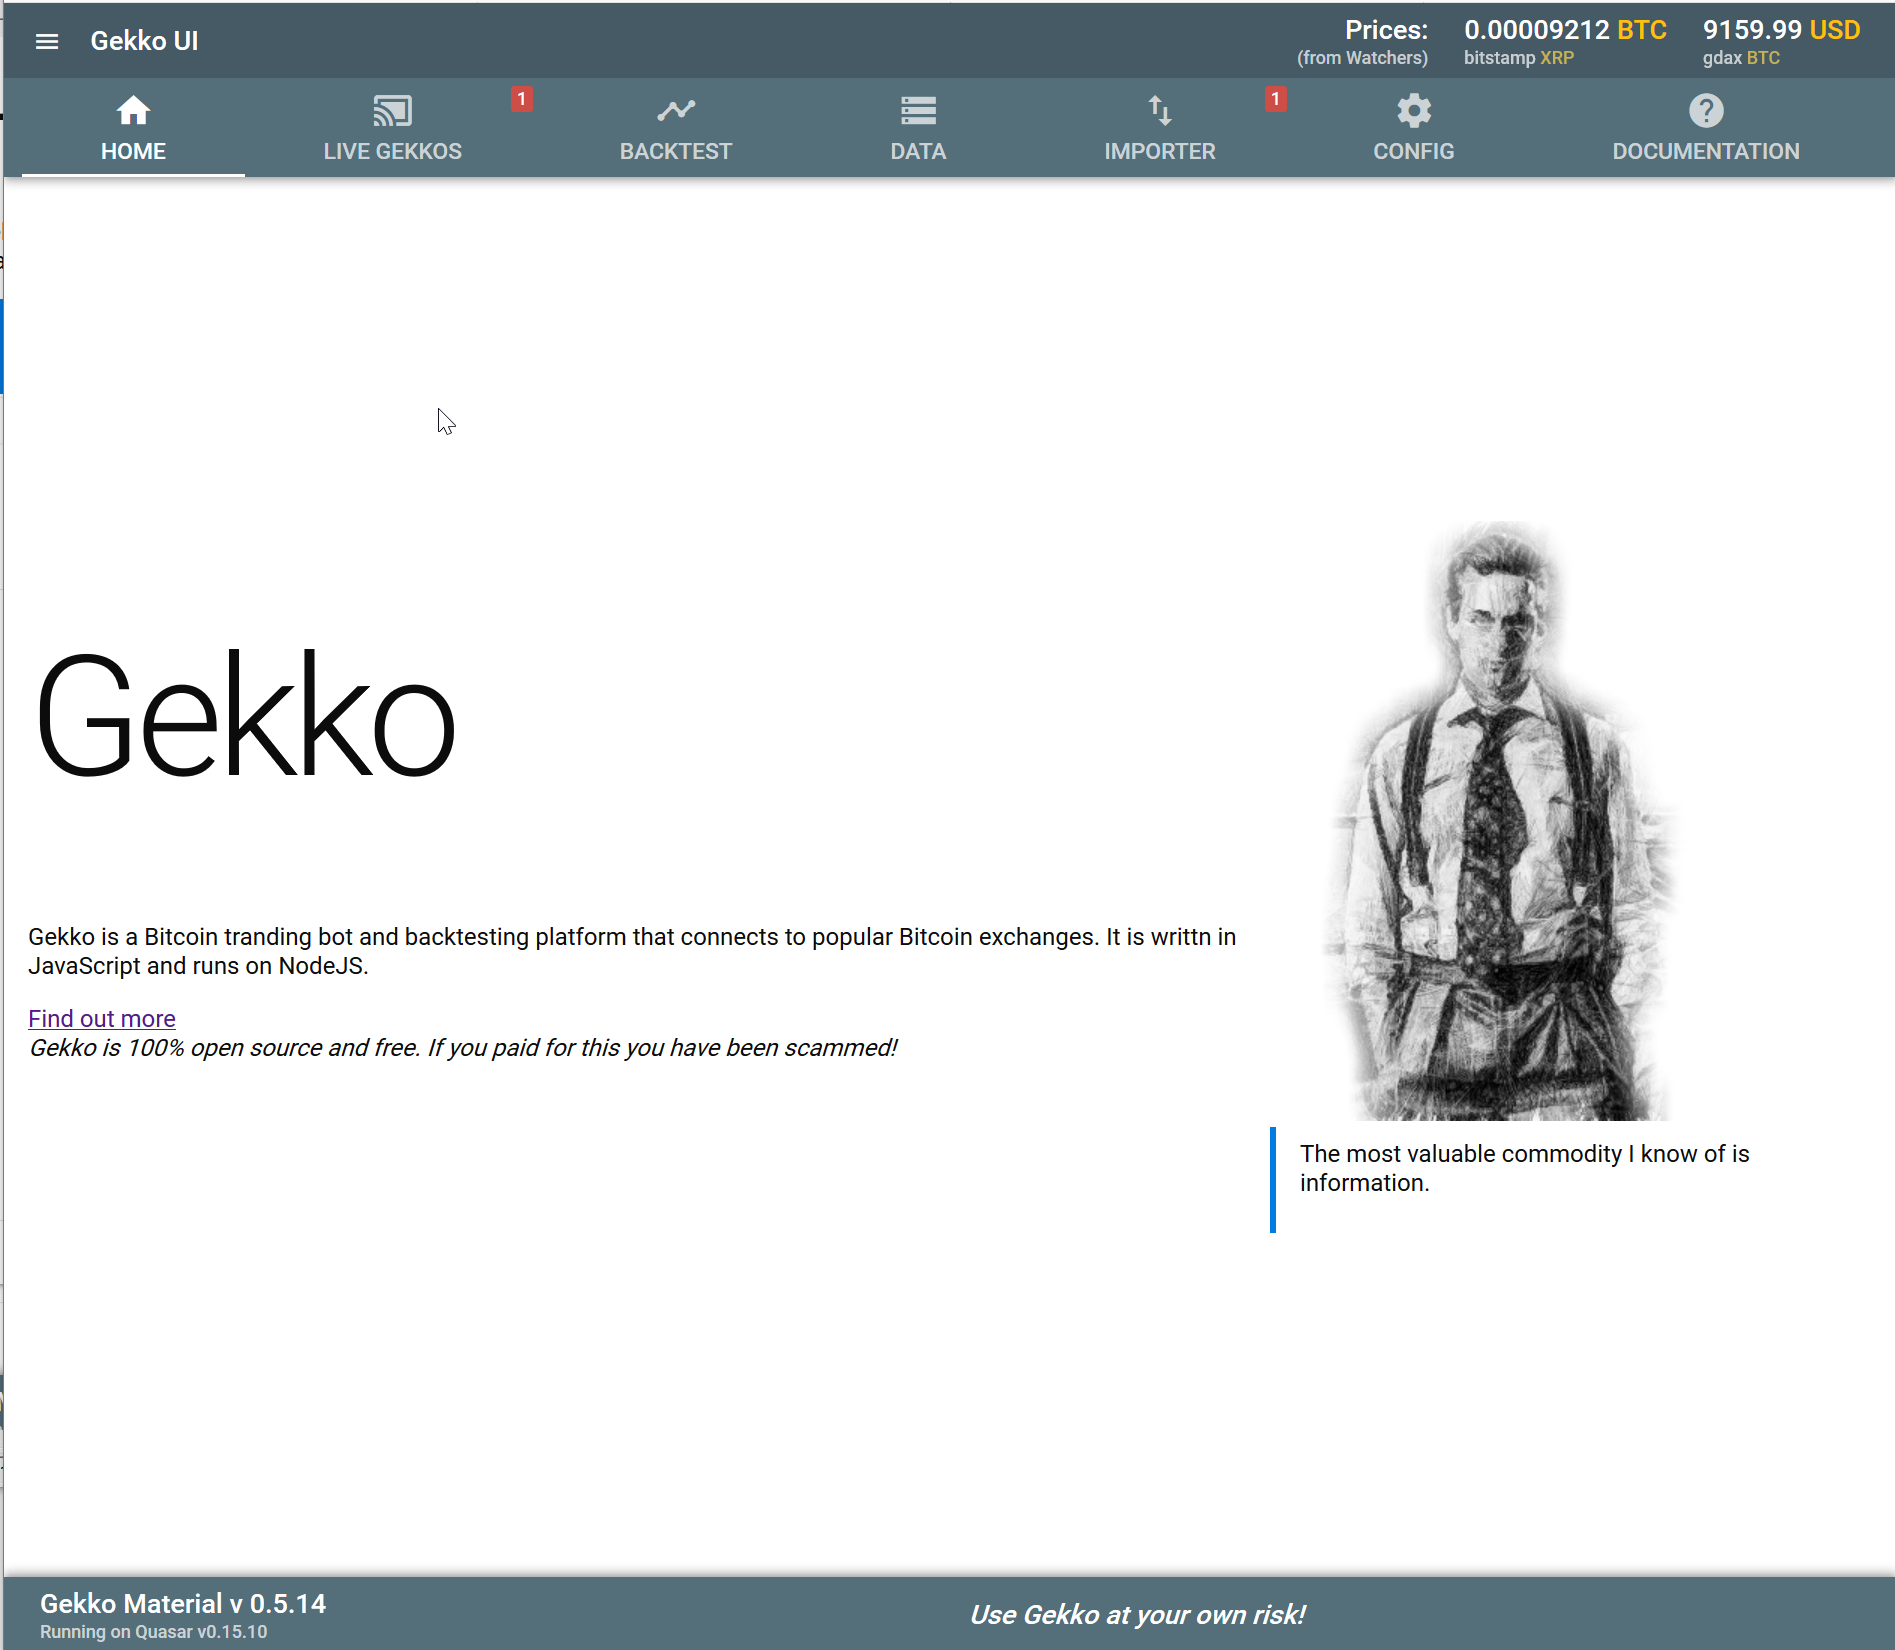 Gekko UI
Prices:
(from Watchers)
0.00009212 BTC
bitstamp XRP
9159.99 USD
gdax BTC
HOME
LIVE GEKKOS
1
BACKTEST
DATA
IMPORTER
1
CONFIG
DOCUMENTATION
Gekko
Gekko is a Bitcoin tranding bot and backtesting platform that connects to popular Bitcoin exchanges. It is writtn in
JavaScript and runs on NodeJS.
Find out more
Gekko is 100% open source and free. If you paid for this you have been scammed!
The most valuable commodity I know of is
information.
Gekko Material v 0.5.14
Running on Quasar v0.15.10
Use Gekko at your own risk!